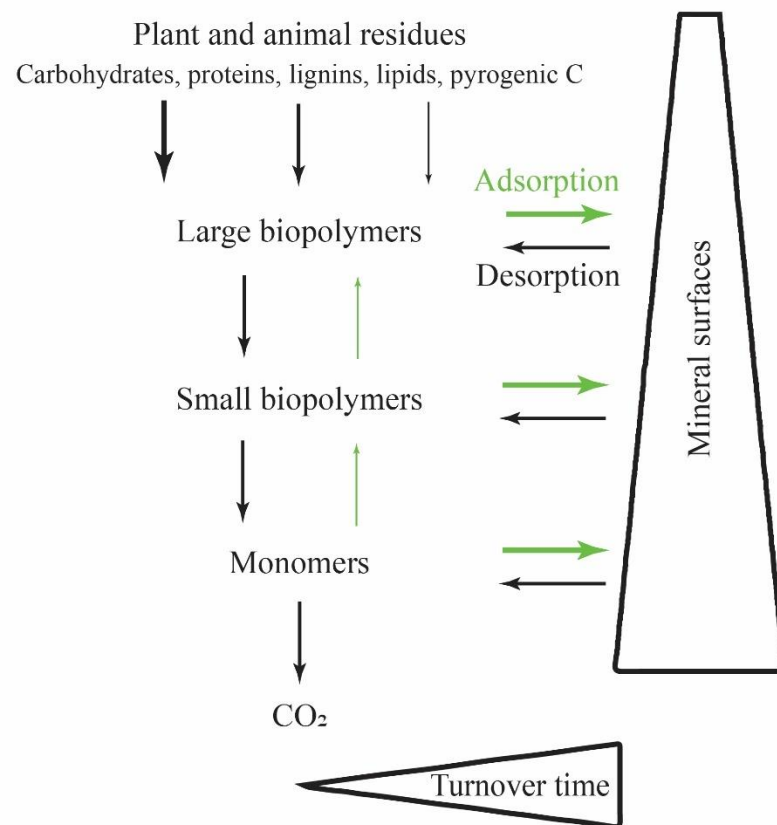 Plant and animal residues
Carbohydrates, proteins, lignins, lipids, pyrogenic C
Adsorption
Large biopolymers
Desorption
Small biopolymers
Mineral surfaces
Monomers
CO₂
Turnover time